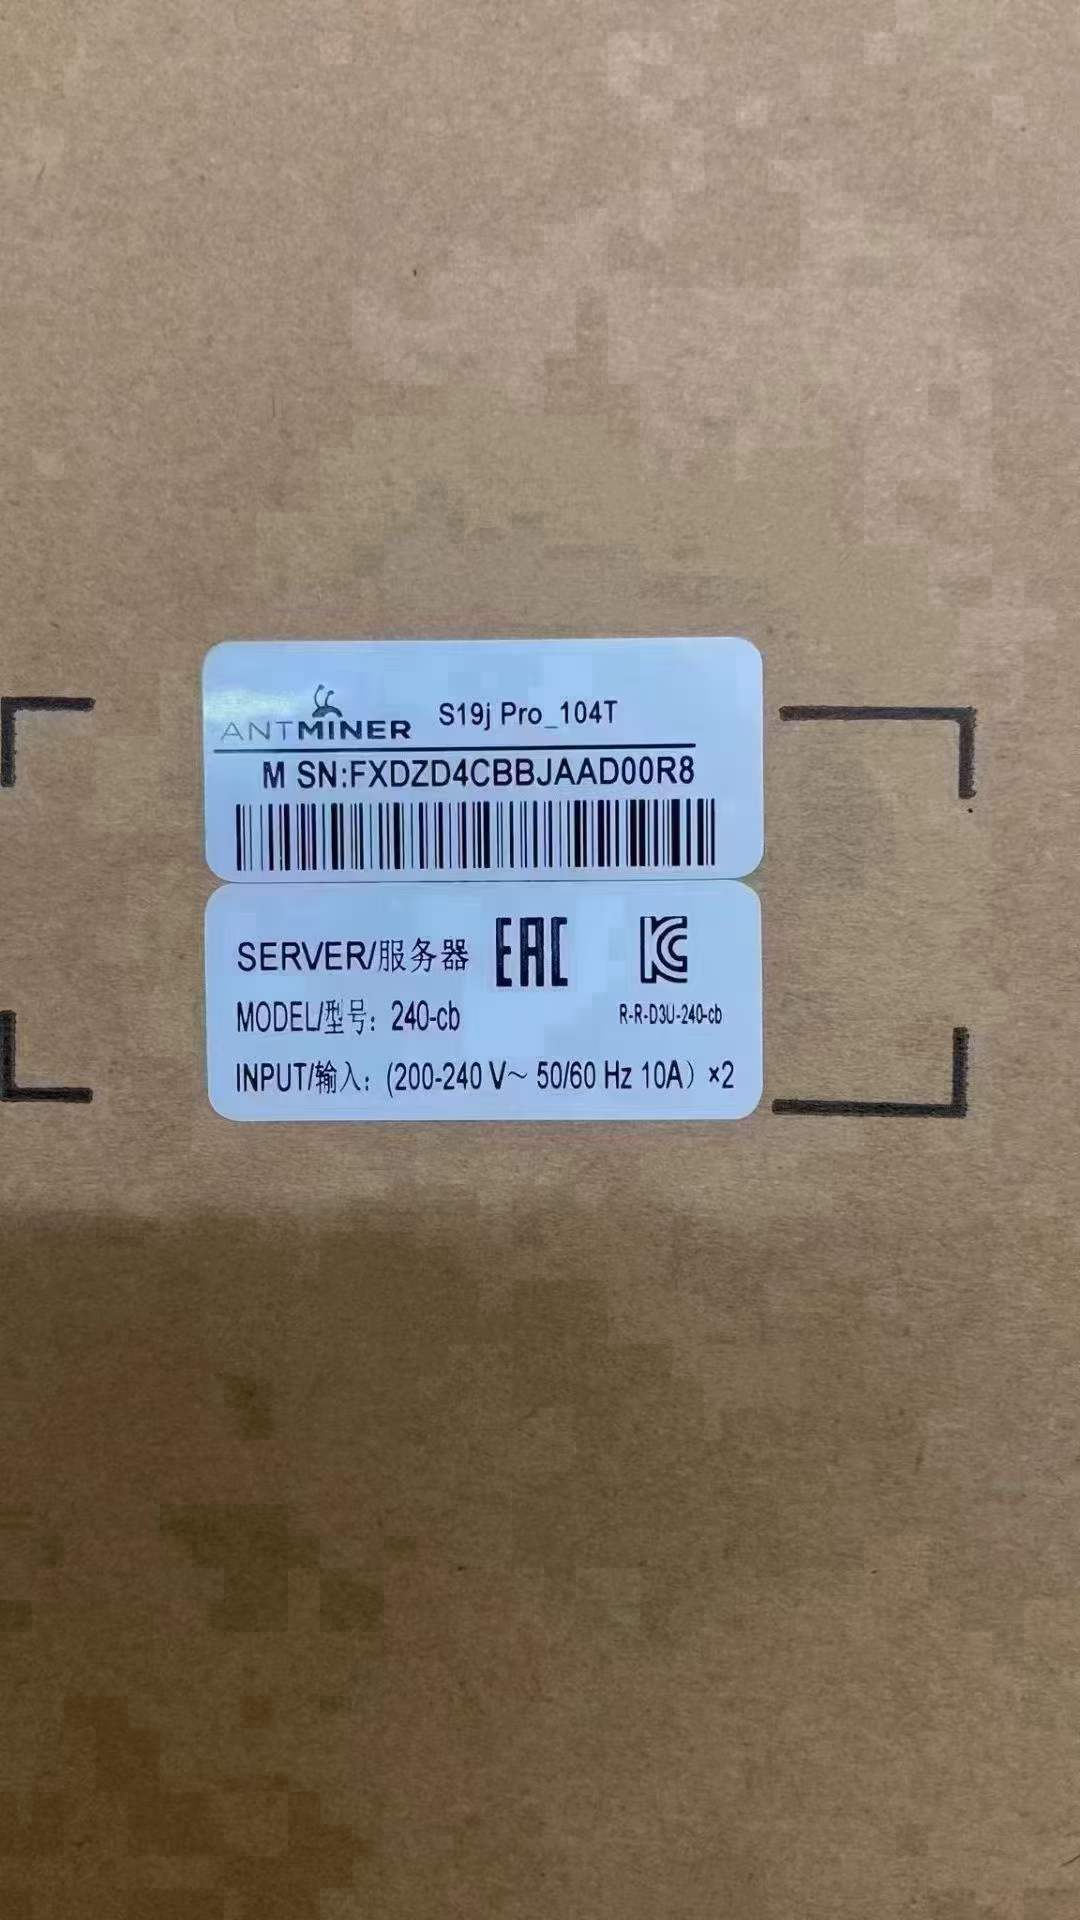 ANTMINER S19j Pro_104T
M SN:FXDZD4CBBJAAD00R8
SERVER/服务器 EAC KC
MODEL/型号: 240-cb R-R-D3U-240-cb
INPUT/输入: (200-240 V~ 50/60 Hz 10A) ×2